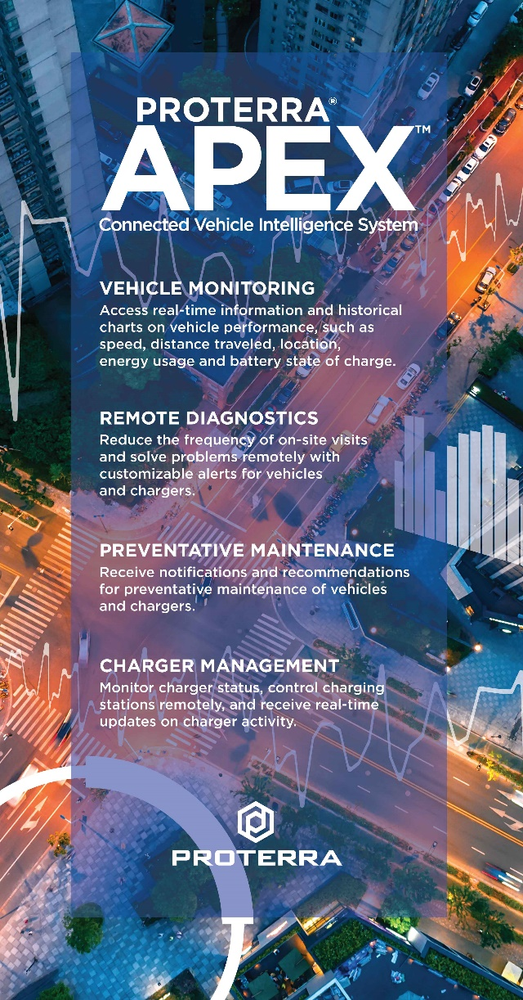 PROTERRA®
APEX™
Connected Vehicle Intelligence System
VEHICLE MONITORING
Access real-time information and historical
charts on vehicle performance, such as
speed, distance traveled, location,
energy usage and battery state of charge.
REMOTE DIAGNOSTICS
Reduce the frequency of on-site visits
and solve problems remotely with
customizable alerts for vehicles
and chargers.
PREVENTATIVE MAINTENANCE
Receive notifications and recommendations
for preventative maintenance of vehicles
and chargers.
CHARGER MANAGEMENT
Monitor charger status, control charging
stations remotely, and receive real-time
updates on charger activity.
PROTERRA